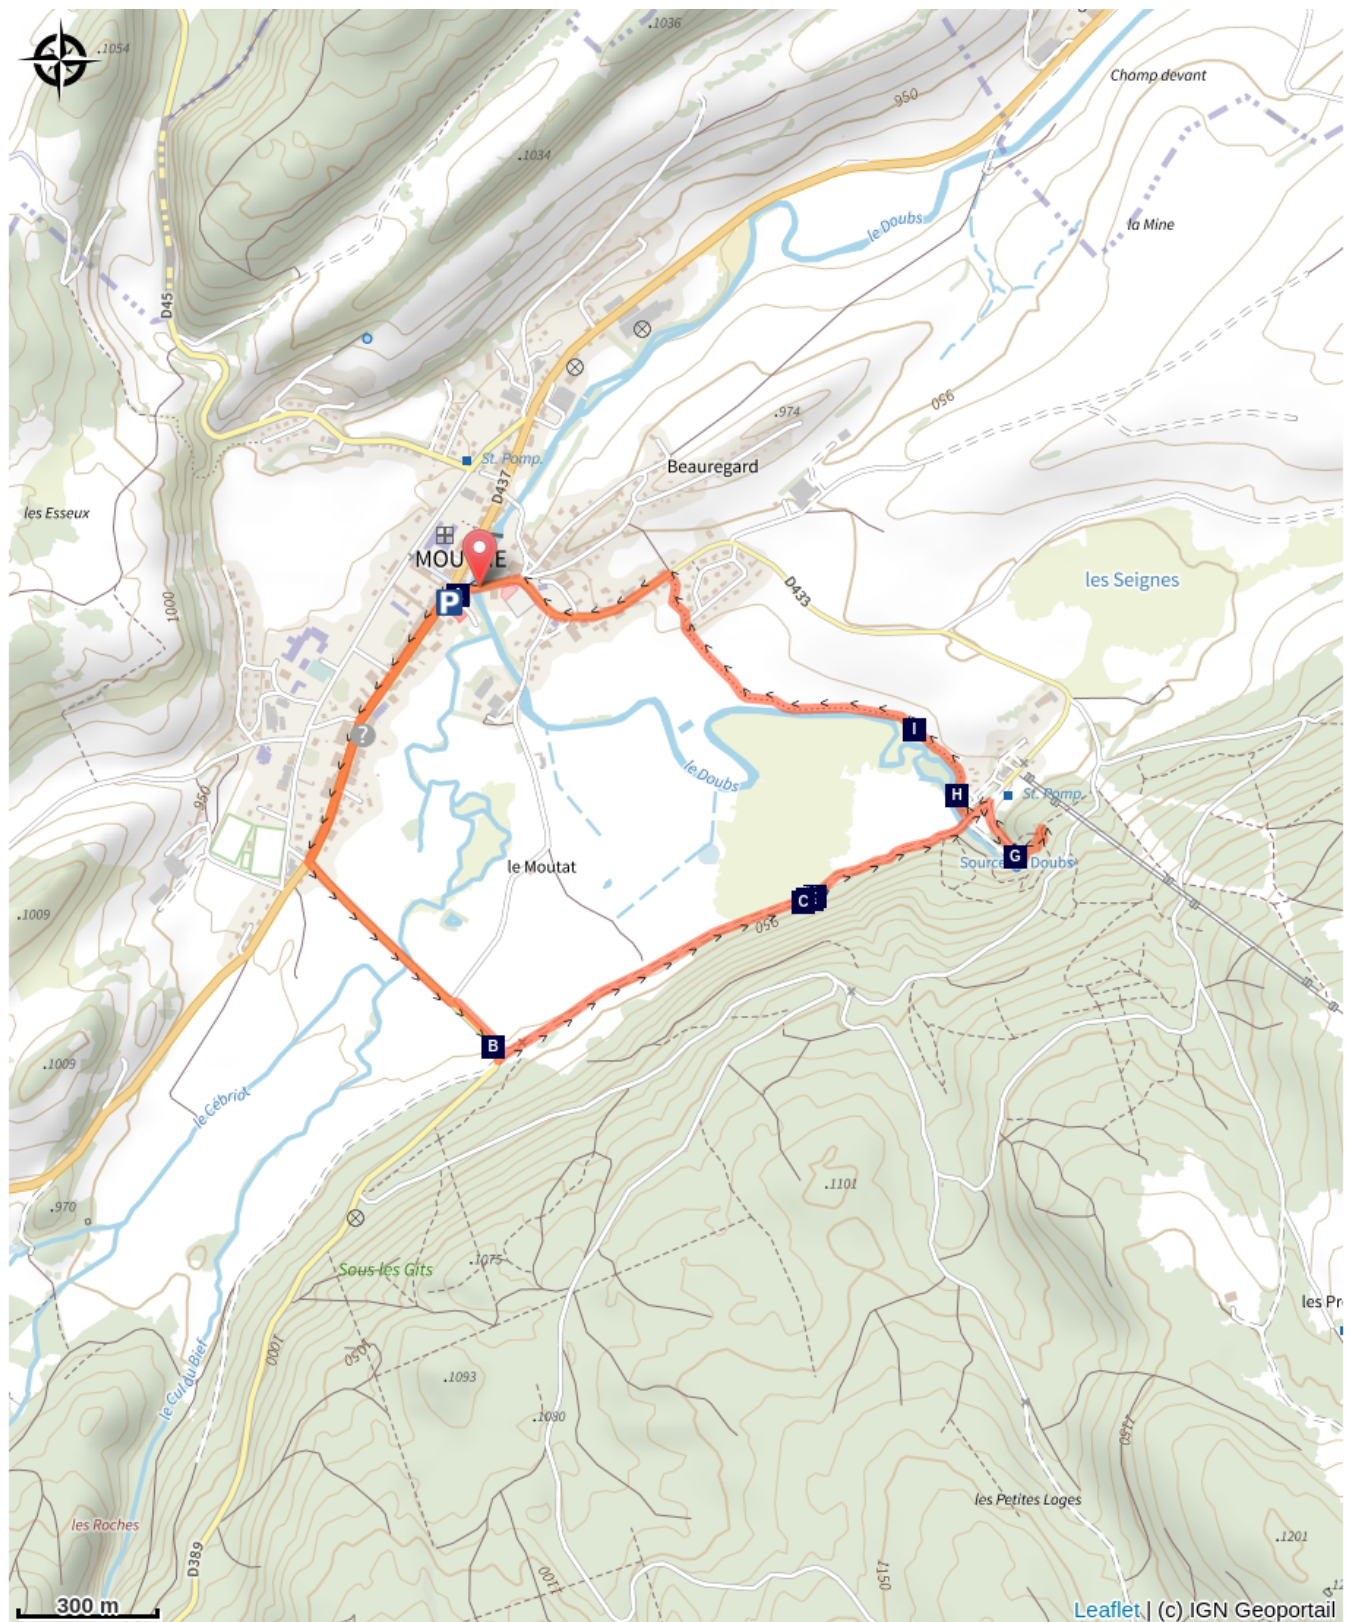 .1036
.1054
Champ devant
950
.1034
le Doubs
la Mine
D45
950
.974
St. Pomp.
Beauregard
D437
les Esseux
MOU
E
les Seignes
P
D433
1000
I
?
le Doubs
H
St. Pomp.
950
G
Source
Doubs
le Moutat
C
.1009
950
B
.1009
le Cébriot
.1101
.970
.1075
Sous les Gits
les Pr
1000
1050
le Cul du Bief
.1093
.1080
1150
les Petites Loges
les Roches
.1201
D389
1100
1150
300 m
Leaflet | (c) IGN Geoportail